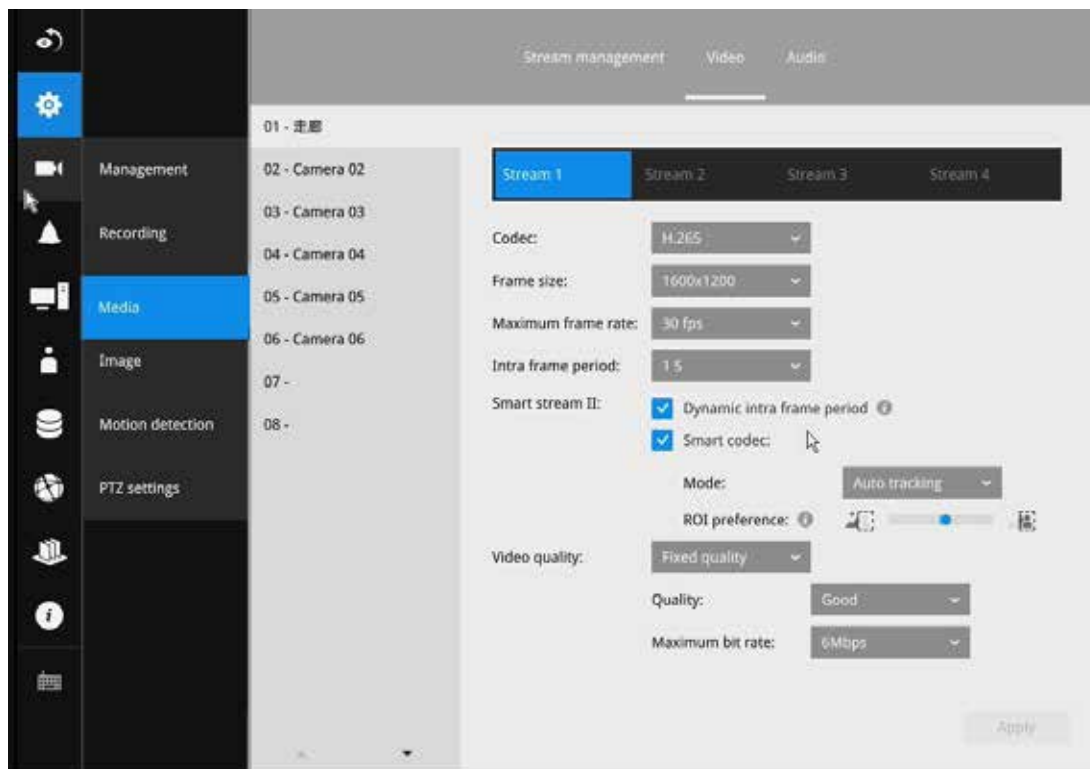 Stream management Video Audio
01 - 走廊
Management
02 - Camera 02
Recording
03 - Camera 03
04 - Camera 04
Media
05 - Camera 05
06 - Camera 06
Image
07 -
Motion detection
08 -
PTZ settings
Stream 1 Stream 2 Stream 3 Stream 4
Codec: H.265
Frame size: 1600x1200
Maximum frame rate: 30 fps
Intra frame period: 1 S
Smart stream II: Dynamic intra frame period i
Smart codec:
Mode: Auto tracking
ROI preference: i
Video quality: Fixed quality
Quality: Good
Maximum bit rate: 6Mbps
i
Apply